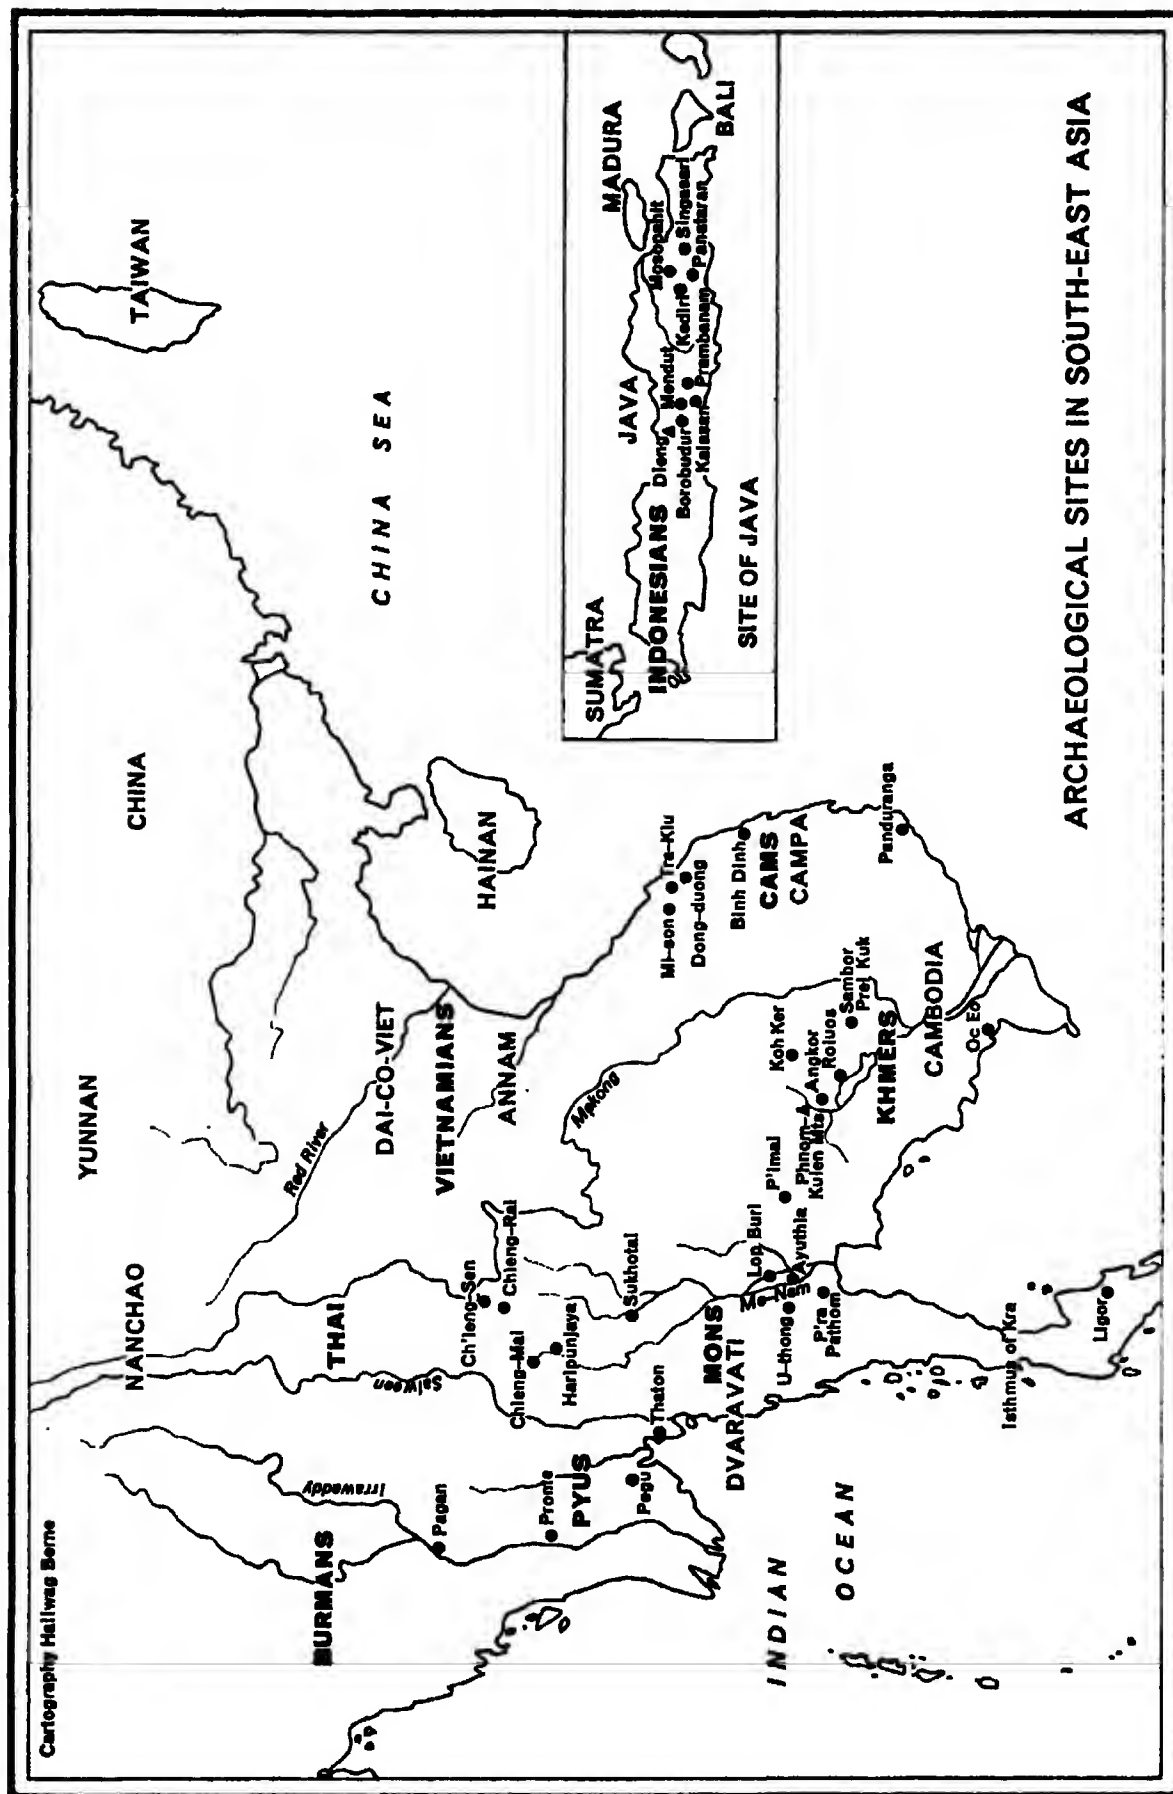 Cartography Hallwag Berne
NANCHAO
YUNNAN
CHINA
TAIWAN
BURMANS
Irrawaddy
Salween
THAI
Red River
DAI-CO-VIET
VIETNAMIANS
ANNAM
HAINAN
CHINA SEA
Pagan
Prome
PYUS
Pegu
Thaton
Ch'ieng-Sen
Chieng-Rai
Chieng-Mai
Haripunjaya
Sukhotai
Mekong
Mi-son
Tra-Kiu
Dong-duong
Binh Dinh
CAMS
CAMPA
Panduranga
MONS
DVARAVATI
Lop Buri
Me-Nam
Ayuthia
U-thong
P'ra
Pathom
P'imai
Phnom-
Kulen Mts
Angkor
Roluos
Koh Ker
Sambor
Prei Kuk
KHMERS
CAMBODIA
Oc Eo
INDIAN
OCEAN
Isthmus of Kra
Ligor
SUMATRA
JAVA
MADURA
INDONESIANS
Dieng
Mendut
Borobudur
Kalasan
Prambanam
Kediri
Mosopahit
Singasari
Panataran
BALI
SITE OF JAVA
ARCHAEOLOGICAL SITES IN SOUTH-EAST ASIA